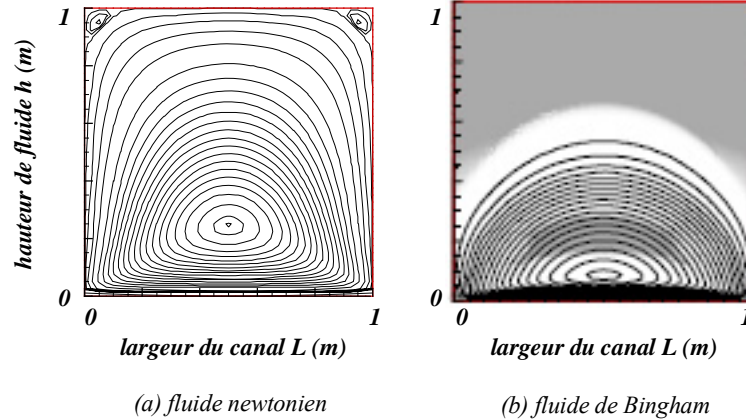 1
hauteur de fluide h (m)
0
0
1
largeur du canal L (m)
(a) fluide newtonien
1
0
0
1
largeur du canal L (m)
(b) fluide de Bingham